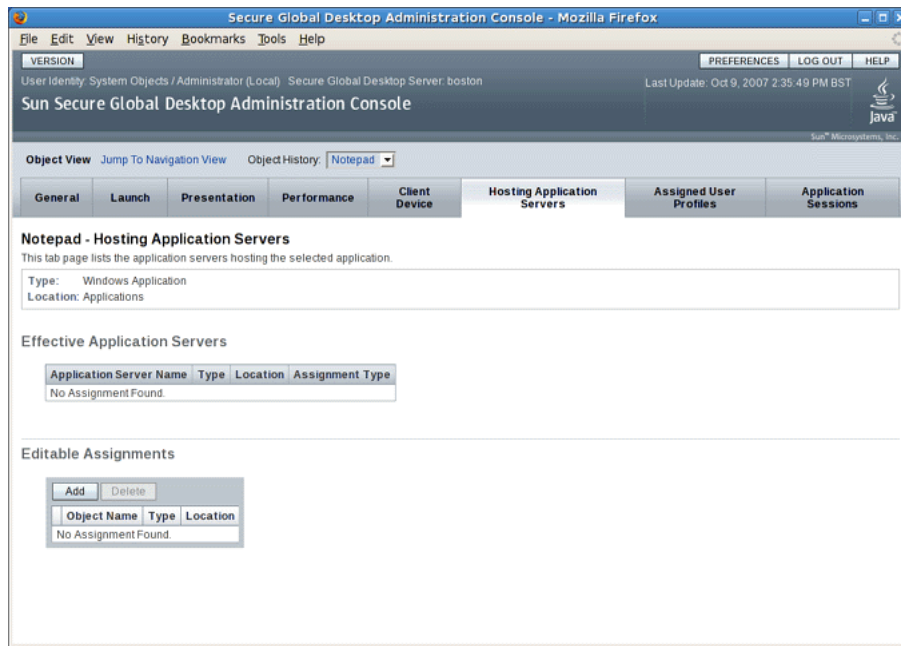 Secure Global Desktop Administration Console - Mozilla Firefox
File Edit View History Bookmarks Tools Help
VERSION PREFERENCES LOG OUT HELP
User Identity: System Objects / Administrator (Local) Secure Global Desktop Server: boston Last Update: Oct 9, 2007 2:35:49 PM BST
Sun Secure Global Desktop Administration Console
Java
Sun™ Microsystems, Inc.
Object View Jump To Navigation View Object History: Notepad
General Launch Presentation Performance Client Device Hosting Application Servers Assigned User Profiles Application Sessions
Notepad - Hosting Application Servers
This tab page lists the application servers hosting the selected application.
Type: Windows Application
Location: Applications
Effective Application Servers
Application Server Name Type Location Assignment Type
No Assignment Found.
Editable Assignments
Add Delete
Object Name Type Location
No Assignment Found.